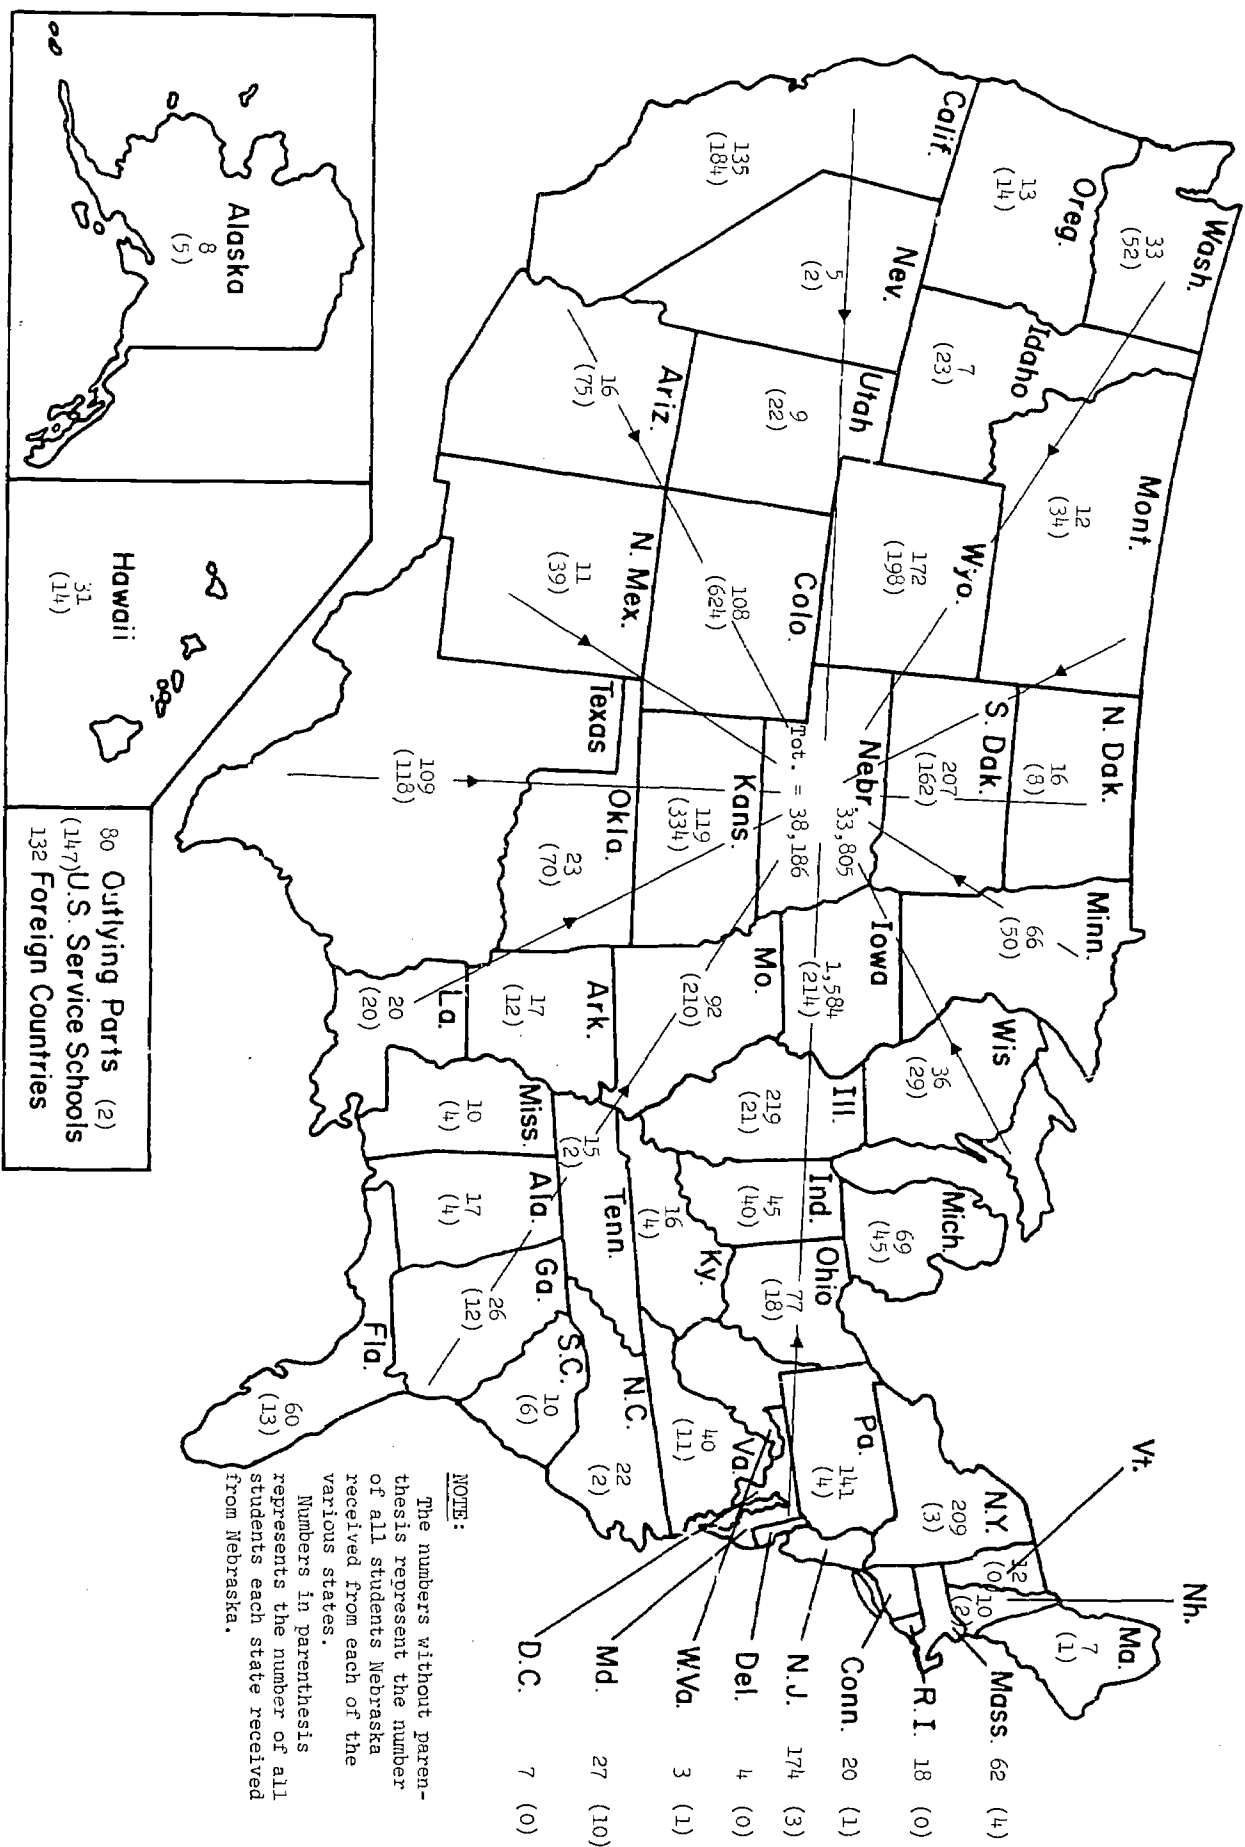 Wash.
33
(52)
Oreg.
13
(14)
Calif.
135
(184)
Nev.
5
(2)
Idaho
7
(23)
Mont.
12
(34)
Wyo.
172
(198)
Utah
9
(22)
Ariz.
16
(75)
Colo.
108
(624)
N. Mex.
11
(39)
N. Dak.
16
(8)
S. Dak.
207
(162)
Nebr.
33,805
Tot. = 38,186
Kans.
119
(334)
Okla.
23
(70)
Texas
109
(118)
Minn.
66
(50)
Iowa
1,584
(214)
Mo.
92
(210)
Ark.
17
(12)
La.
20
(20)
Wis
36
(29)
Ill.
219
(21)
Mich.
69
(45)
Ind.
45
(40)
Ohio
77
(18)
Ky.
16
(4)
Tenn.
15
(2)
Miss.
10
(4)
Ala.
17
(4)
Ga.
26
(12)
Fla.
60
(13)
S.C.
10
(6)
N.C.
22
(2)
Va.
40
(11)
Pa.
141
(4)
N.Y.
209
(3)
Vt.
12
(0)
Nh.
10
(2)
Ma.
7
(1)
Mass. 62 (4)
R.I. 18 (0)
Conn. 20 (1)
N.J. 174 (3)
Del. 4 (0)
W.Va. 3 (1)
Md. 27 (10)
D.C. 7 (0)
Alaska
8
(5)
Hawaii
31
(14)
80 Outlying Parts (2)
(147)U.S. Service Schools
132 Foreign Countries
NOTE:
The numbers without paren-
thesis represent the number
of all students Nebraska
received from each of the
various states.
Numbers in parenthesis
represents the number of all
students each state received
from Nebraska.